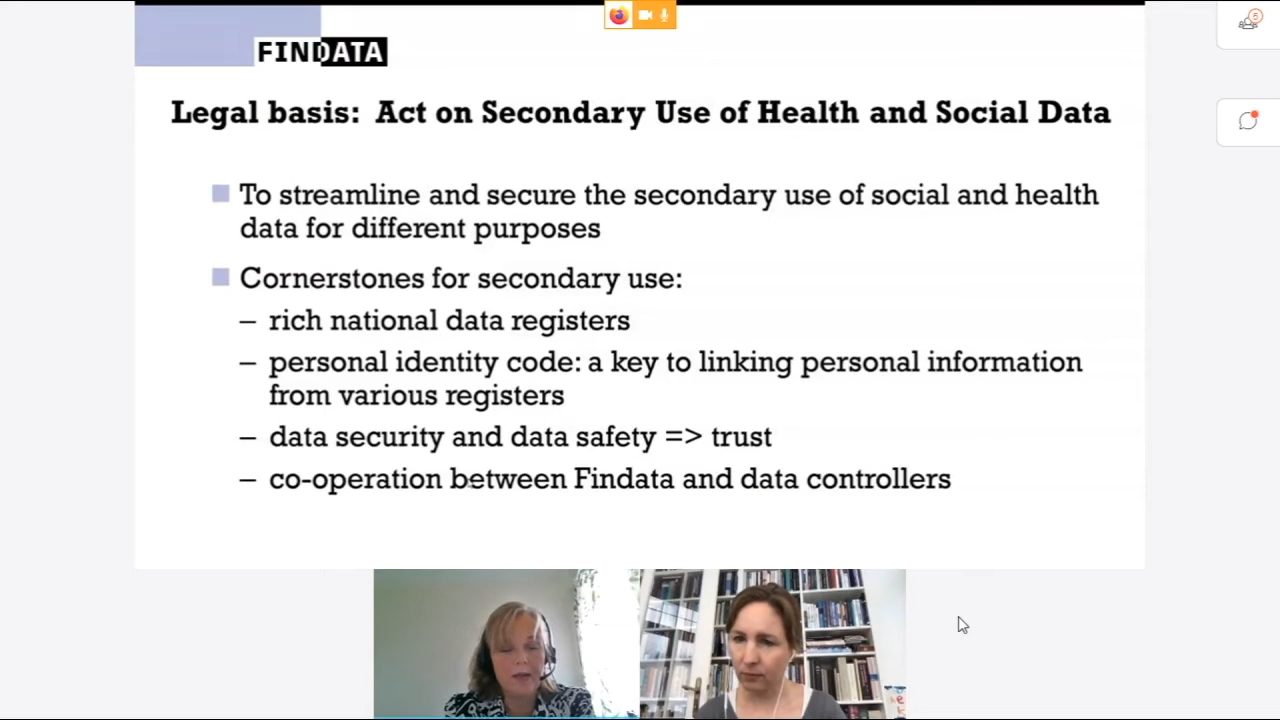 5
FINDATA
Legal basis: Act on Secondary Use of Health and Social Data
To streamline and secure the secondary use of social and health
data for different purposes
Cornerstones for secondary use:
– rich national data registers
– personal identity code: a key to linking personal information
from various registers
– data security and data safety => trust
– co-operation between Findata and data controllers